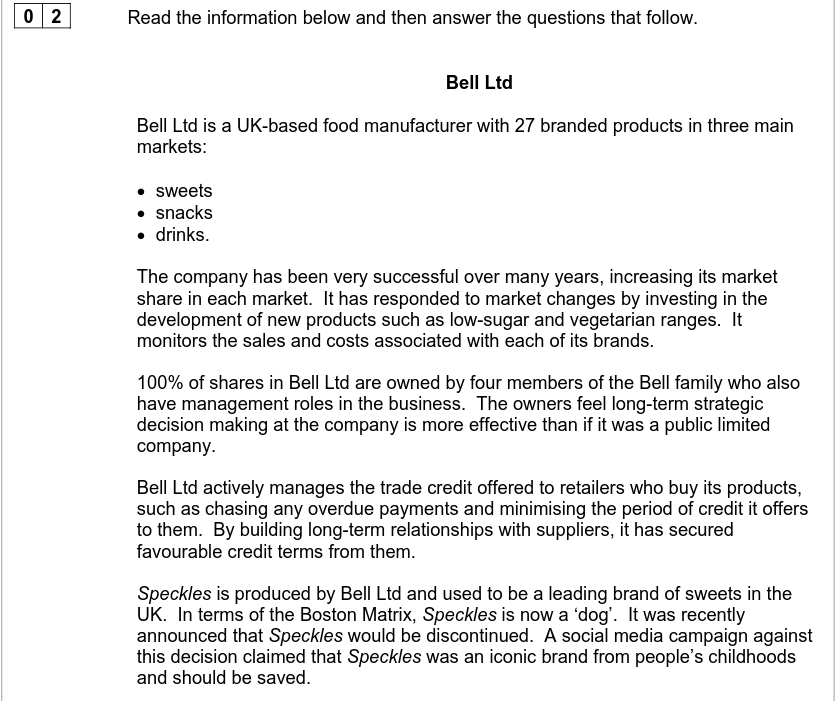 0 2 Read the information below and then answer the questions that follow.
Bell Ltd
Bell Ltd is a UK-based food manufacturer with 27 branded products in three main
markets:
• sweets
• snacks
• drinks.
The company has been very successful over many years, increasing its market
share in each market. It has responded to market changes by investing in the
development of new products such as low-sugar and vegetarian ranges. It
monitors the sales and costs associated with each of its brands.
100% of shares in Bell Ltd are owned by four members of the Bell family who also
have management roles in the business. The owners feel long-term strategic
decision making at the company is more effective than if it was a public limited
company.
Bell Ltd actively manages the trade credit offered to retailers who buy its products,
such as chasing any overdue payments and minimising the period of credit it offers
to them. By building long-term relationships with suppliers, it has secured
favourable credit terms from them.
Speckles is produced by Bell Ltd and used to be a leading brand of sweets in the
UK. In terms of the Boston Matrix, Speckles is now a ‘dog’. It was recently
announced that Speckles would be discontinued. A social media campaign against
this decision claimed that Speckles was an iconic brand from people’s childhoods
and should be saved.